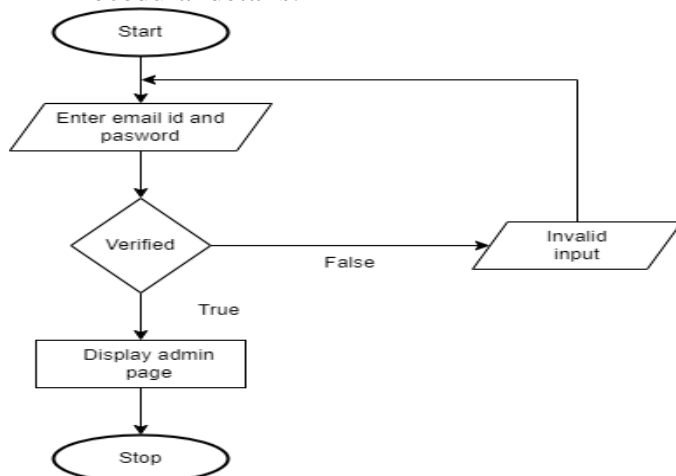 Start
Enter email id and
pasword
Verified
False
Invalid
input
True
Display admin
page
Stop